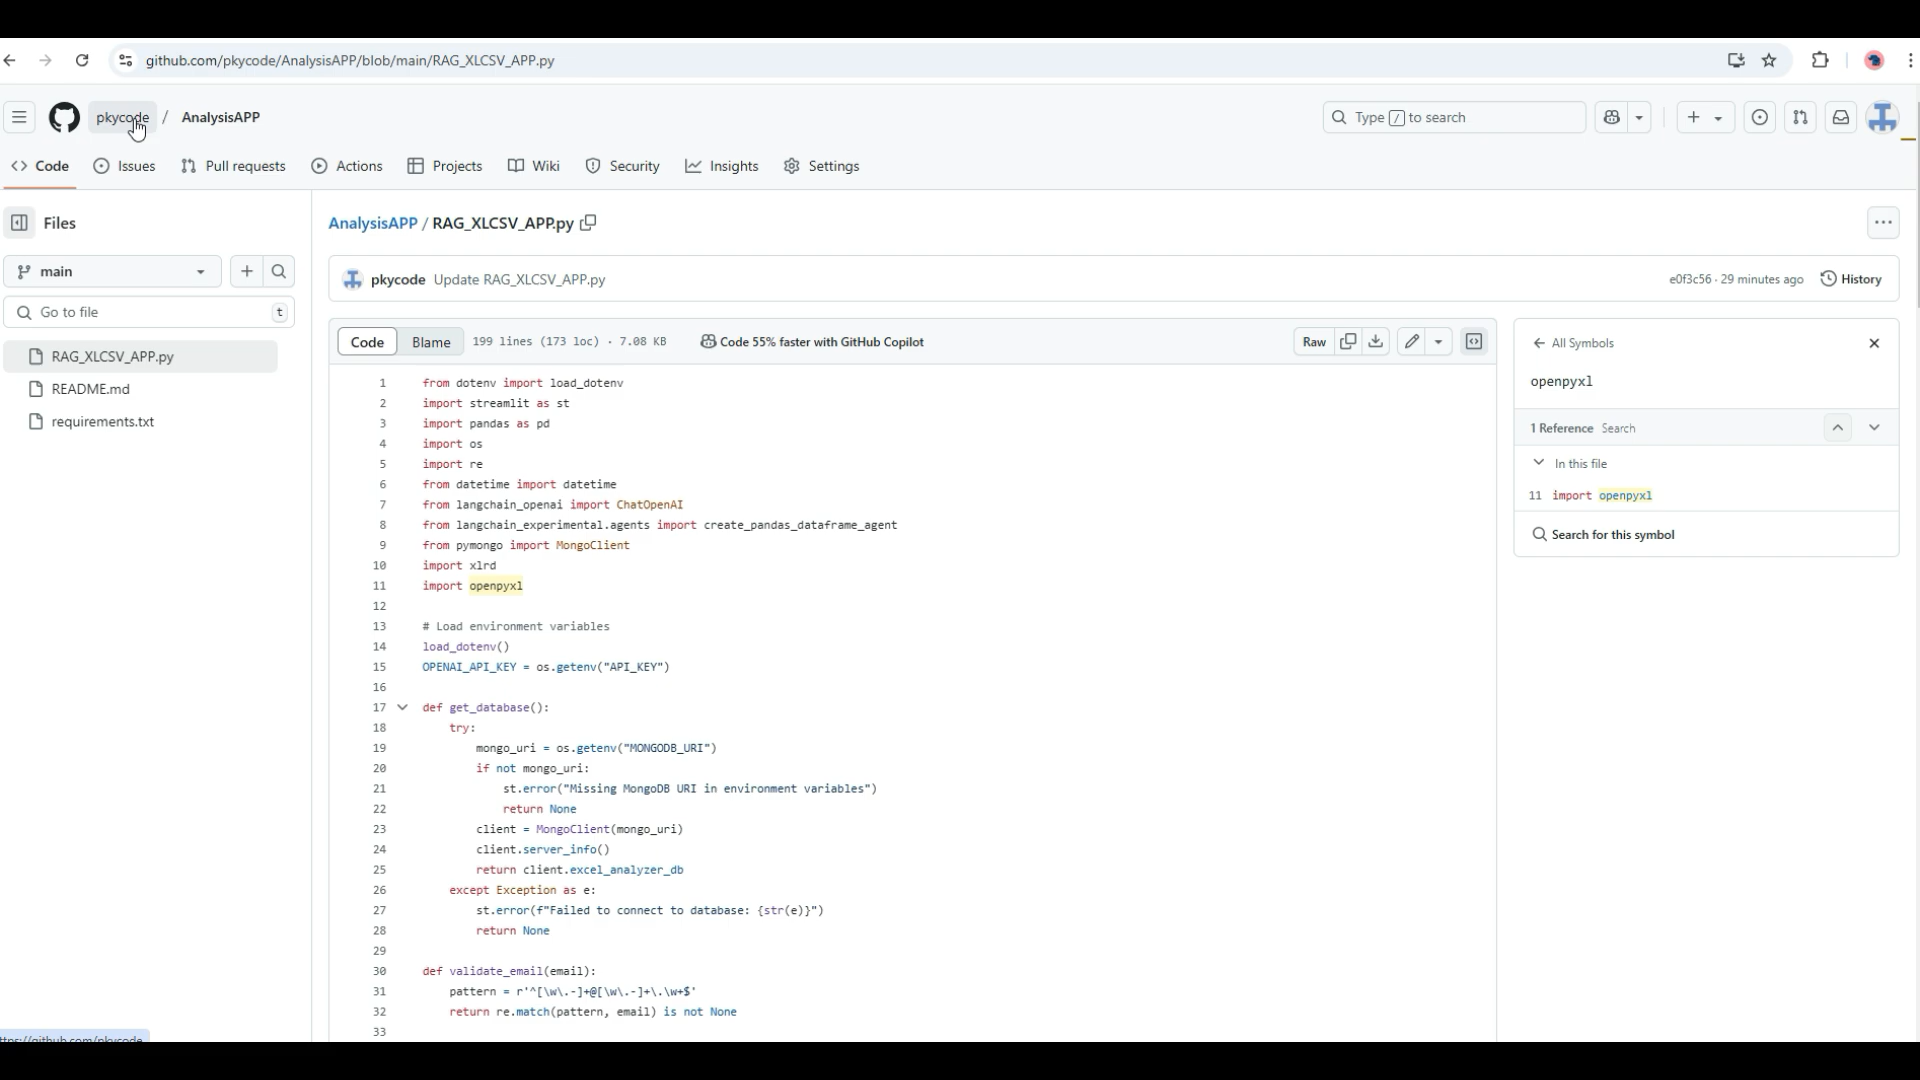 github.com/pkycode/AnalysisAPP/blob/main/RAG_XLCSV_APP.py
pkycode / AnalysisAPP
Type / to search
Code Issues Pull requests Actions Projects Wiki Security Insights Settings
Files
main
Go to file t
RAG_XLCSV_APP.py
README.md
requirements.txt
AnalysisAPP / RAG_XLCSV_APP.py
pkycode Update RAG_XLCSV_APP.py e0f3c56 · 29 minutes ago History
Code Blame 199 lines (173 loc) · 7.08 KB Code 55% faster with GitHub Copilot Raw
1 from dotenv import load_dotenv
2 import streamlit as st
3 import pandas as pd
4 import os
5 import re
6 from datetime import datetime
7 from langchain_openai import ChatOpenAI
8 from langchain_experimental.agents import create_pandas_dataframe_agent
9 from pymongo import MongoClient
10 import xlrd
11 import openpyxl
12
13 # Load environment variables
14 load_dotenv()
15 OPENAI_API_KEY = os.getenv("API_KEY")
16
17 def get_database():
18 try:
19 mongo_uri = os.getenv("MONGODB_URI")
20 if not mongo_uri:
21 st.error("Missing MongoDB URI in environment variables")
22 return None
23 client = MongoClient(mongo_uri)
24 client.server_info()
25 return client.excel_analyzer_db
26 except Exception as e:
27 st.error(f"Failed to connect to database: {str(e)}")
28 return None
29
30 def validate_email(email):
31 pattern = r'^[\w\.-]+@[\w\.-]+\.\w+$'
32 return re.match(pattern, email) is not None
33
All Symbols
openpyxl
1 Reference Search
In this file
11 import openpyxl
Search for this symbol